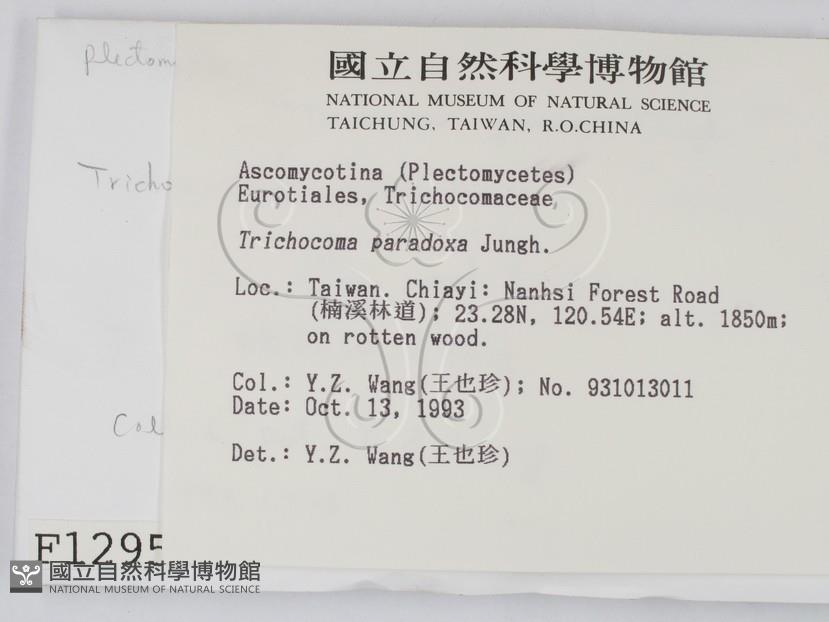 國立自然科學博物館
NATIONAL MUSEUM OF NATURAL SCIENCE
TAICHUNG, TAIWAN, R.O.CHINA
Ascomycotina (Plectomycetes)
Eurotiales, Trichocomaceae
Trichocoma paradoxa Jungh.
Loc.: Taiwan. Chiayi: Nanhsi Forest Road
(楠溪林道); 23.28N, 120.54E; alt. 1850m;
on rotten wood.
Col.: Y.Z. Wang(王也珍); No. 931013011
Date: Oct. 13, 1993
Det.: Y.Z. Wang(王也珍)
Plectom
Tricho
Col
F1295
國立自然科學博物館
NATIONAL MUSEUM OF NATURAL SCIENCE